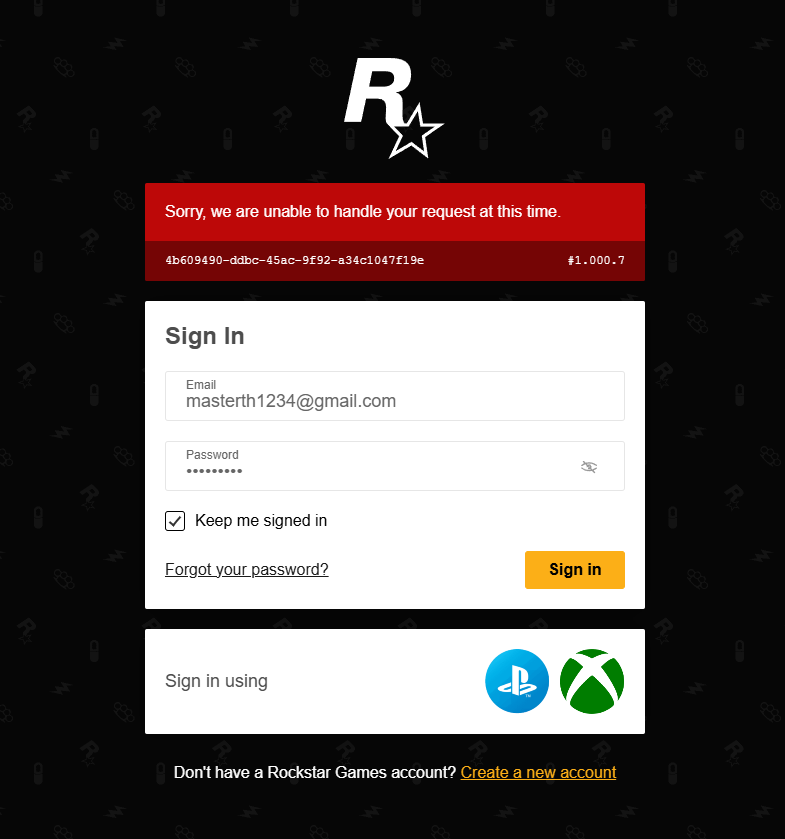 R
Sorry, we are unable to handle your request at this time.
4b609490-ddbc-45ac-9f92-a34c1047f19e #1.000.7
Sign In
Email
masterth1234@gmail.com
Password
•••••••••
Keep me signed in
Forgot your password? Sign in
Sign in using
Don't have a Rockstar Games account? Create a new account